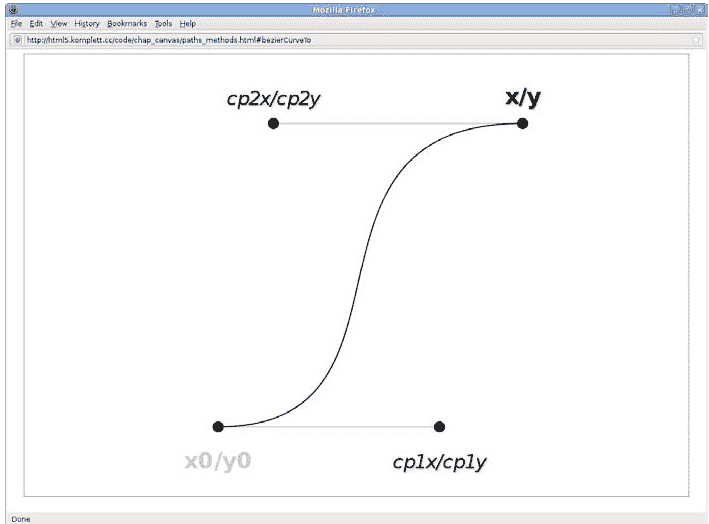 Mozilla Firefox
File Edit View History Bookmarks Tools Help
http://html5.komplett.cc/code/chap_canvas/paths_methods.html#bezierCurveTo
cp2x/cp2y x/y
x0/y0 cp1x/cp1y
Done